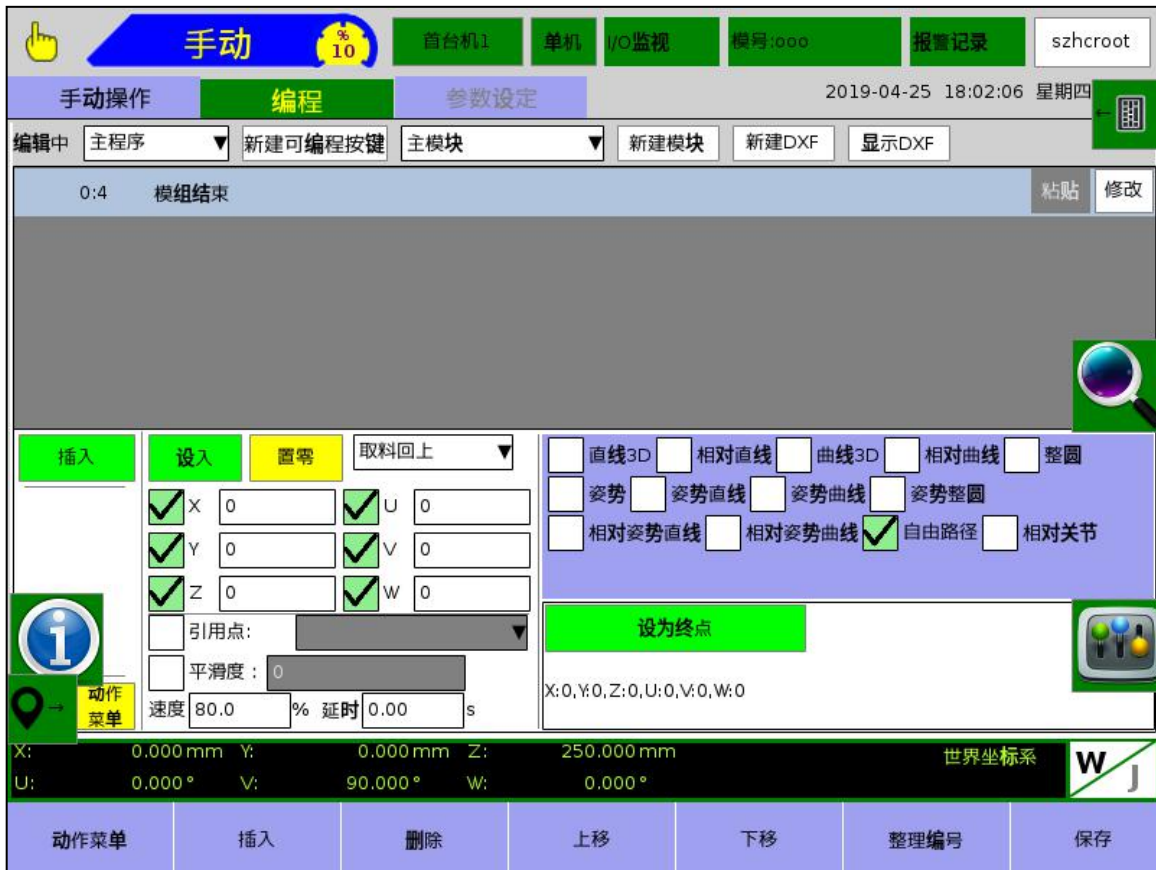 手动 % 10 首台机1 单机 I/O监视 模号:ooo 报警记录 szhcroot
手动操作 编程 参数设定 2019-04-25 18:02:06 星期四
编辑中 主程序 新建可编程按键 主模块 新建模块 新建DXF 显示DXF
0:4 模组结束 粘贴 修改
插入 设入 置零 取料回上 直线3D 相对直线 曲线3D 相对曲线 整圆
姿势 姿势直线 姿势曲线 姿势整圆
X 0 U 0
相对姿势直线 相对姿势曲线 自由路径 相对关节
Y 0 V 0
Z 0 W 0
引用点: 设为终点
平滑度: 0
X:0,Y:0,Z:0,U:0,V:0,W:0
动作菜单 速度 80.0 % 延时 0.00 s
X: 0.000 mm Y: 0.000 mm Z: 250.000 mm 世界坐标系 W J
U: 0.000° V: 90.000° W: 0.000°
动作菜单 插入 删除 上移 下移 整理编号 保存